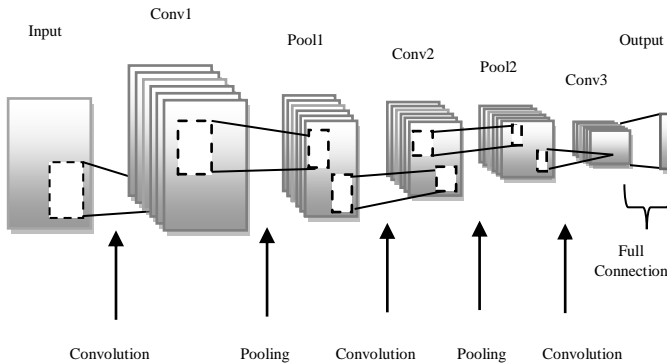 Input
Conv1
Pool1
Conv2
Pool2
Conv3
Output
Full
Connection
Convolution
Pooling
Convolution
Pooling
Convolution